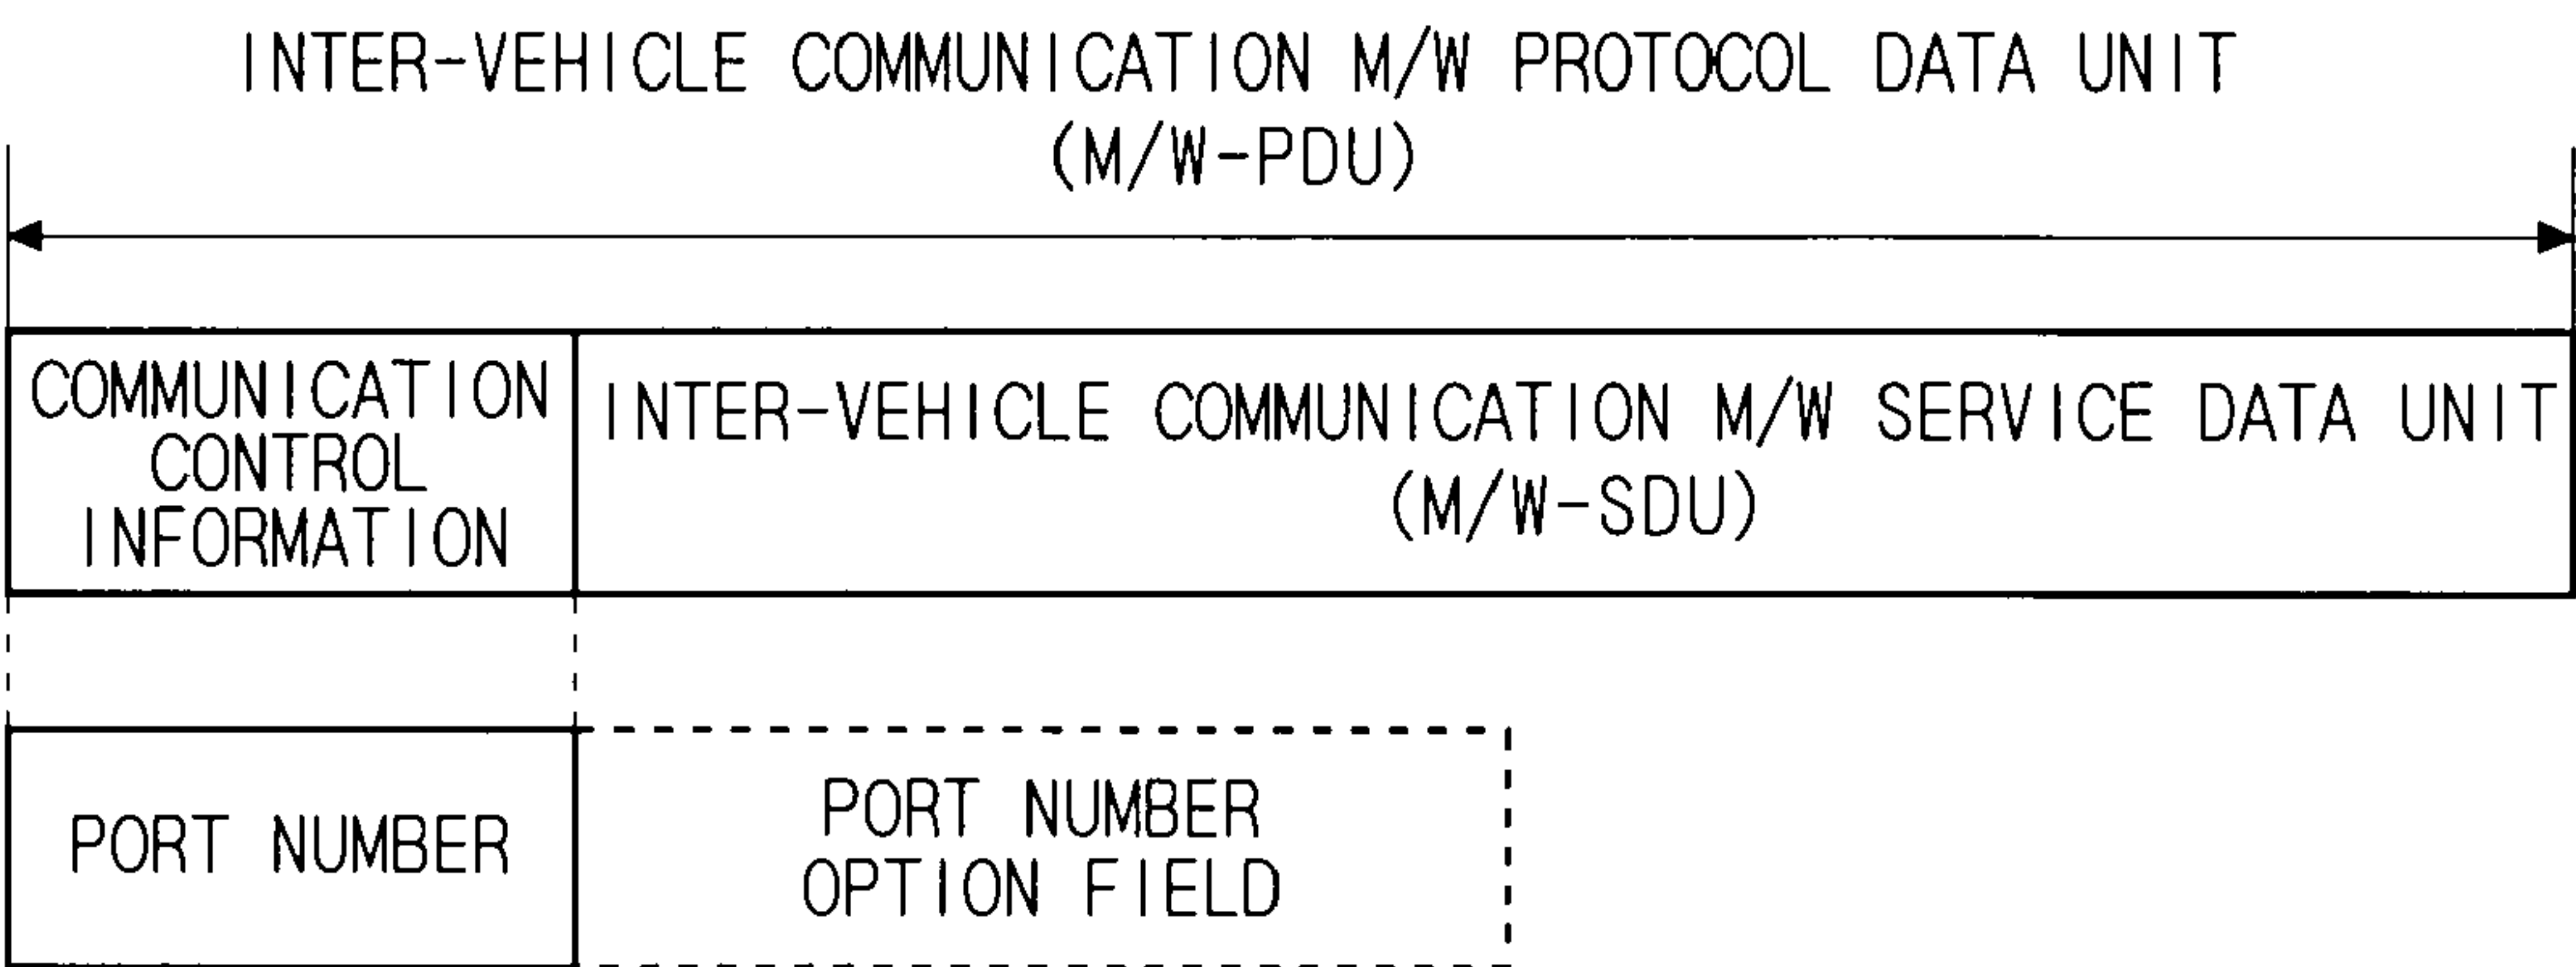 INTER-VEHICLE COMMUNICATION M/W PROTOCOL DATA UNIT
(M/W-PDU)
COMMUNICATION
CONTROL
INFORMATION
INTER-VEHICLE COMMUNICATION M/W SERVICE DATA UNIT
(M/W-SDU)
PORT NUMBER
PORT NUMBER
OPTION FIELD